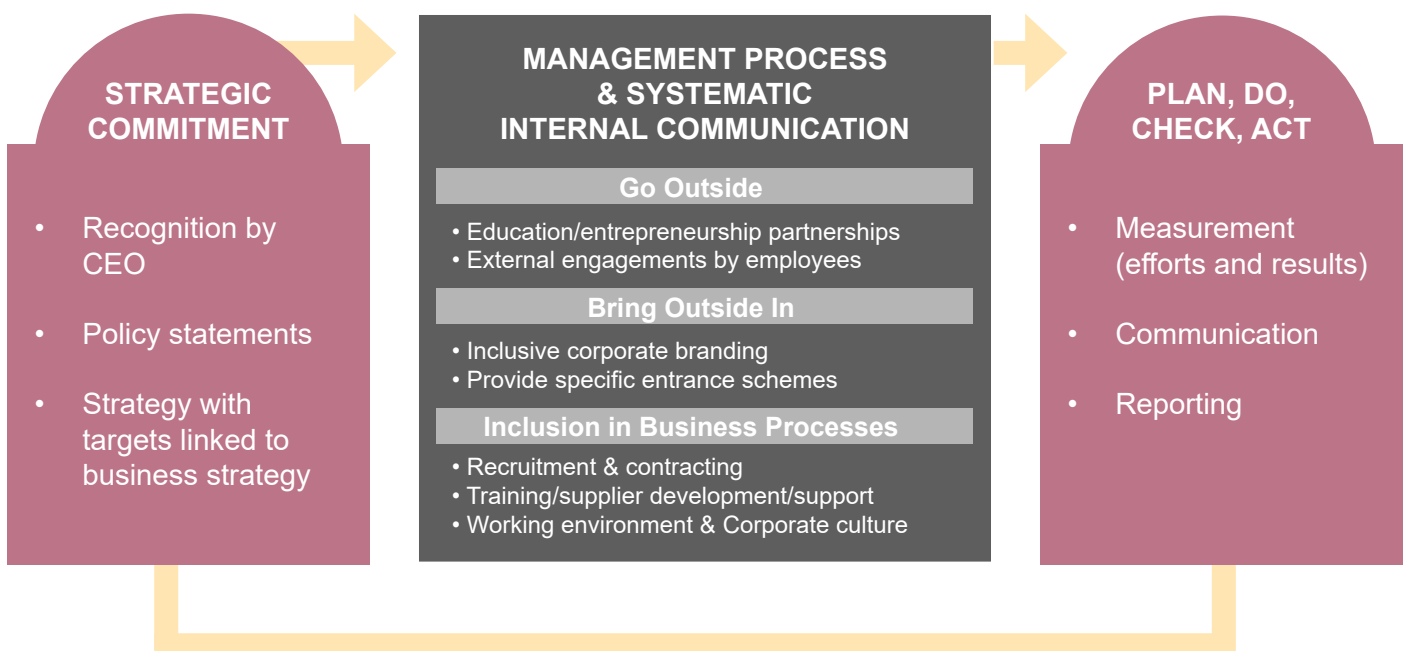 STRATEGIC
COMMITMENT
• Recognition by
CEO
• Policy statements
• Strategy with
targets linked to
business strategy
MANAGEMENT PROCESS
& SYSTEMATIC
INTERNAL COMMUNICATION
Go Outside
• Education/entrepreneurship partnerships
• External engagements by employees
Bring Outside In
• Inclusive corporate branding
• Provide specific entrance schemes
Inclusion in Business Processes
• Recruitment & contracting
• Training/supplier development/support
• Working environment & Corporate culture
PLAN, DO,
CHECK, ACT
• Measurement
(efforts and results)
• Communication
• Reporting